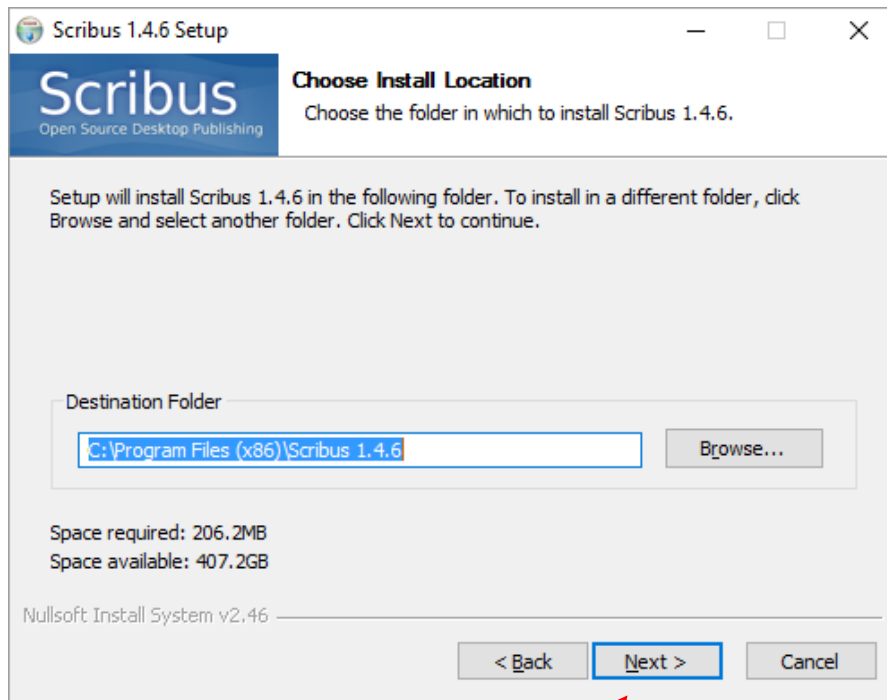 Scribus 1.4.6 Setup
Scribus
Open Source Desktop Publishing
Choose Install Location
Choose the folder in which to install Scribus 1.4.6.
Setup will install Scribus 1.4.6 in the following folder. To install in a different folder, click
Browse and select another folder. Click Next to continue.
Destination Folder
C:\Program Files (x86)\Scribus 1.4.6
Browse...
Space required: 206.2MB
Space available: 407.2GB
Nullsoft Install System v2.46
< Back
Next >
Cancel